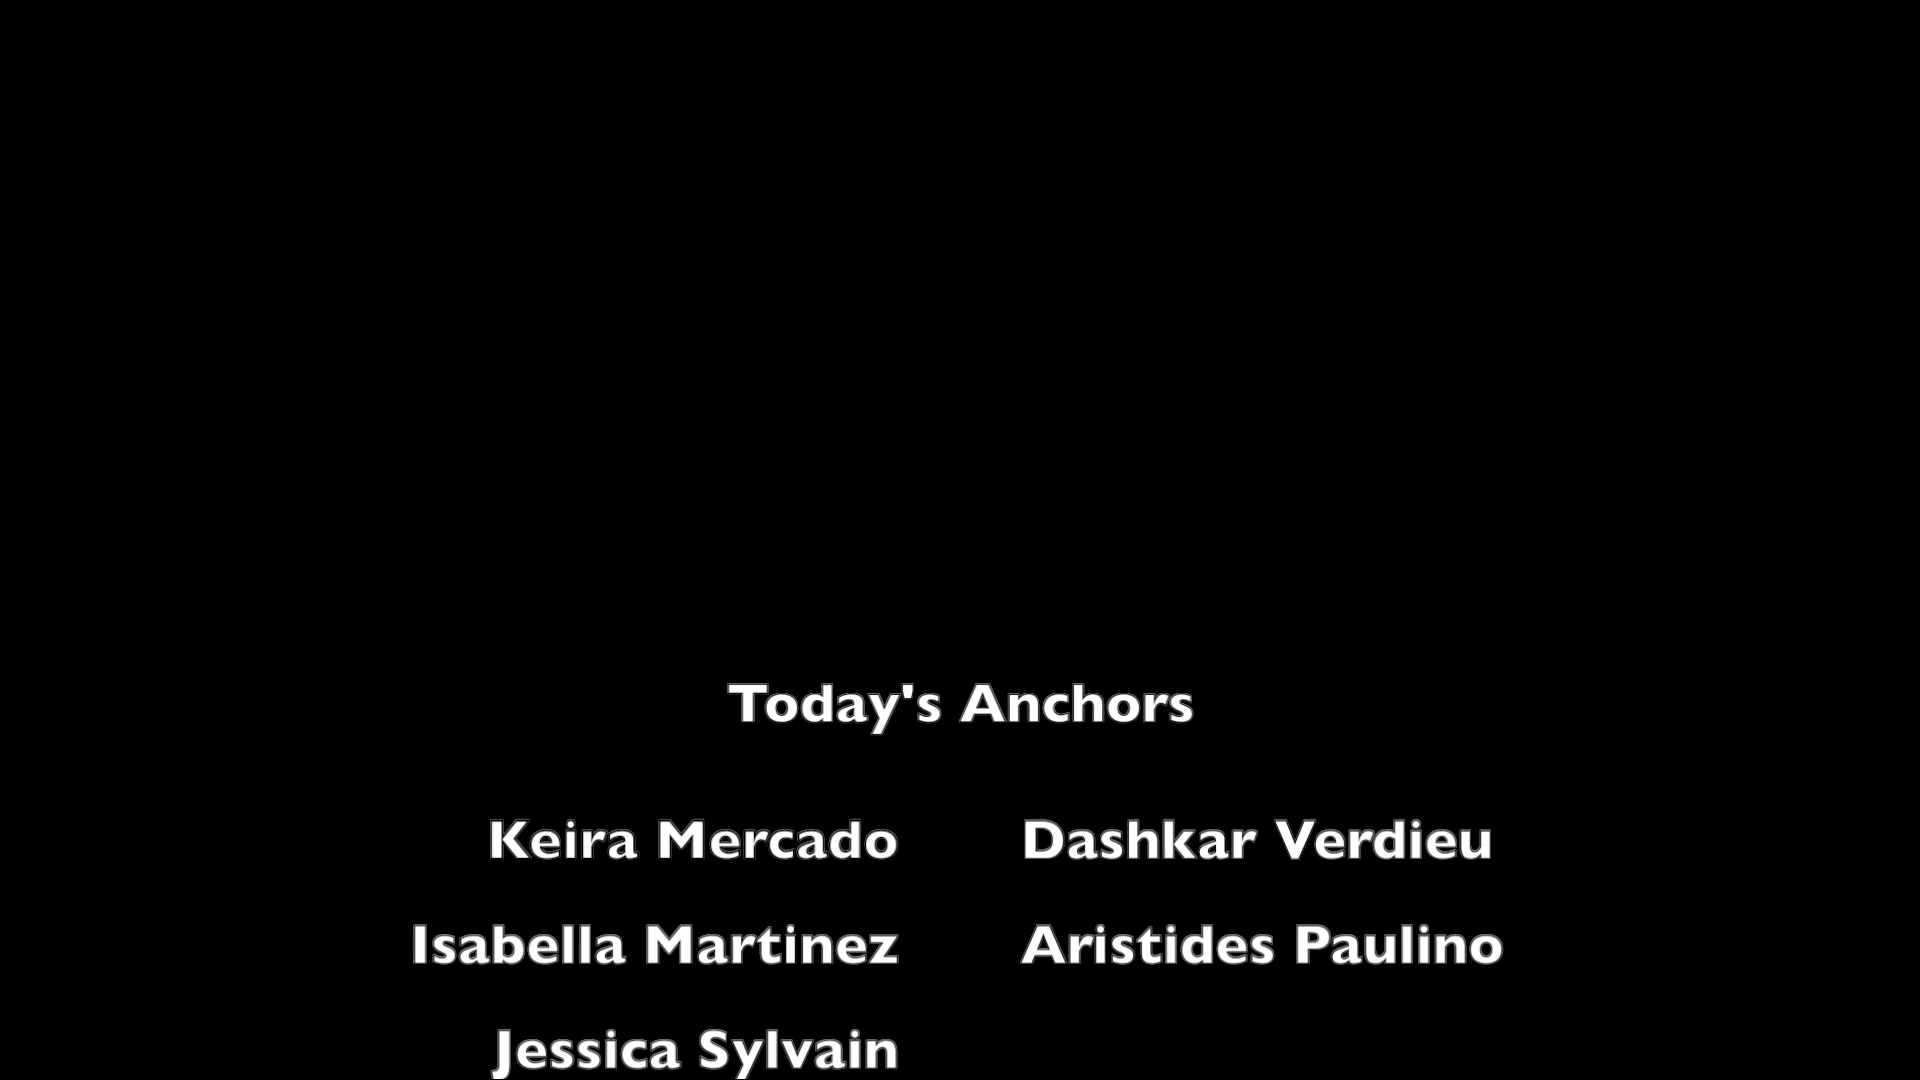 Today's Anchors
Keira Mercado Dashkar Verdieu
Isabella Martinez Aristides Paulino
Jessica Sylvain